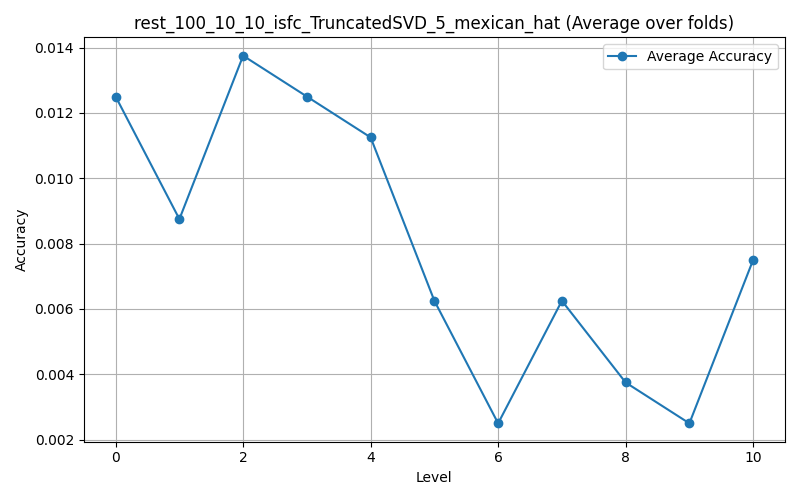 rest_100_10_10_isfc_TruncatedSVD_5_mexican_hat (Average over folds)
Average Accuracy
0.014
0.012
0.010
0.008
0.006
0.004
0.002
Accuracy
0 2 4 6 8 10
Level